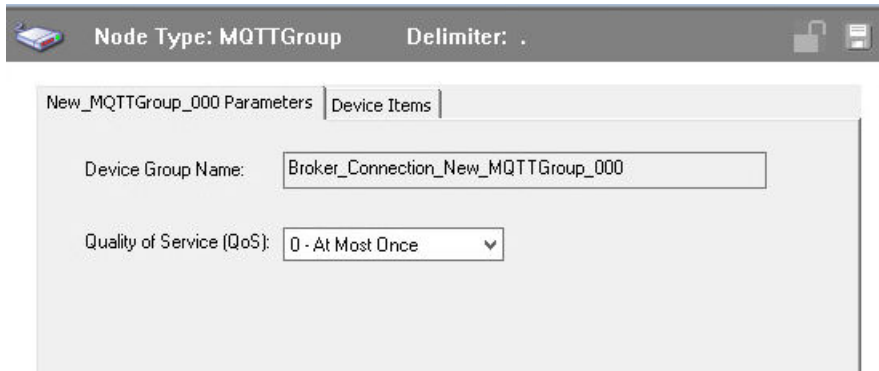 Node Type: MQTTGroup Delimiter: .
New_MQTTGroup_000 Parameters Device Items
Device Group Name: Broker_Connection_New_MQTTGroup_000
Quality of Service (QoS): 0 - At Most Once